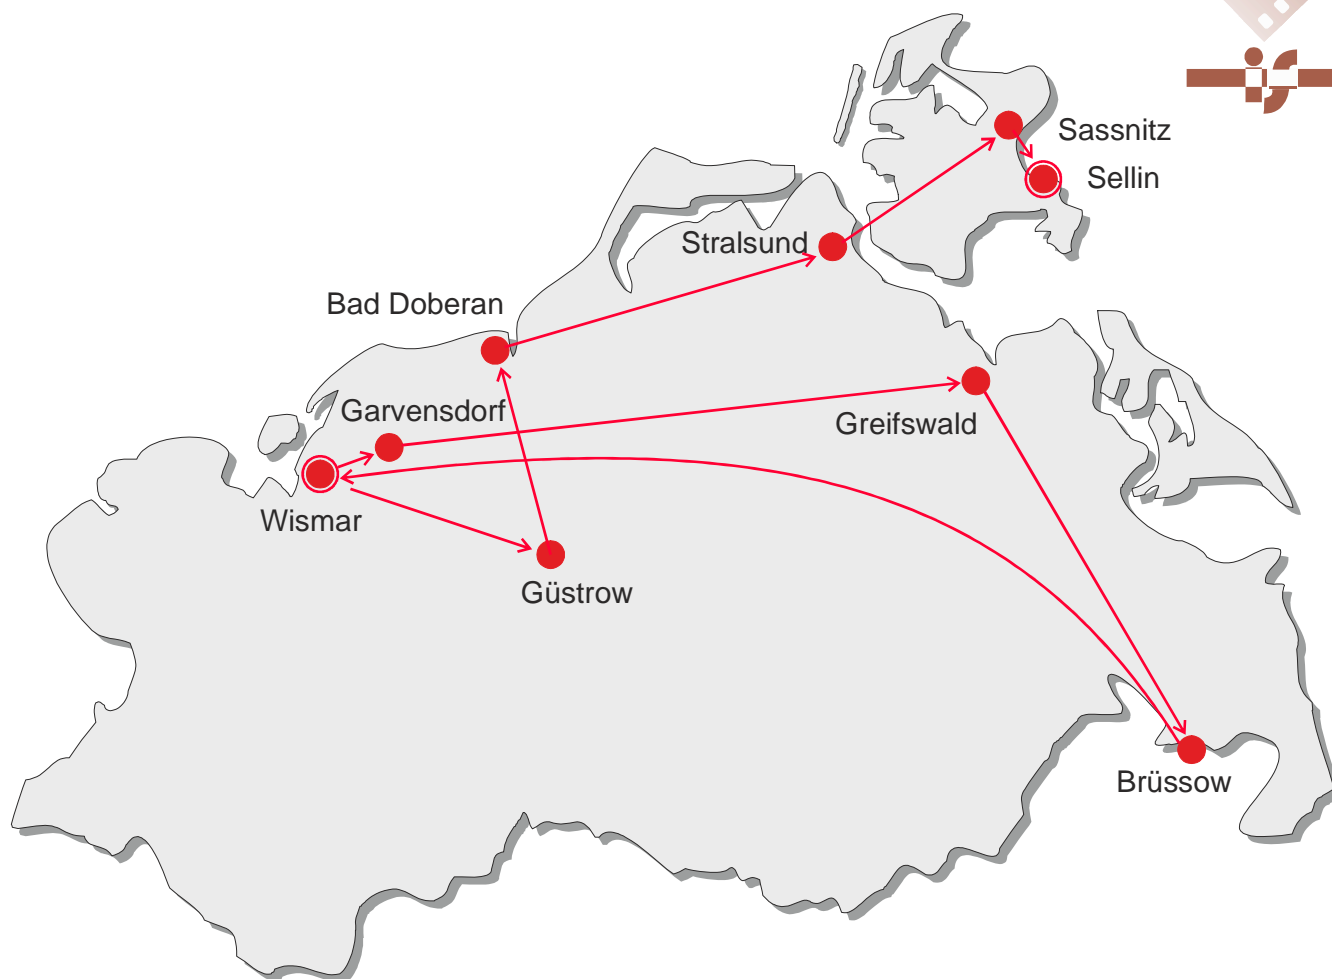 Sassnitz
Sellin
Stralsund
Bad Doberan
Garvensdorf
Greifswald
Wismar
Güstrow
Brüssow